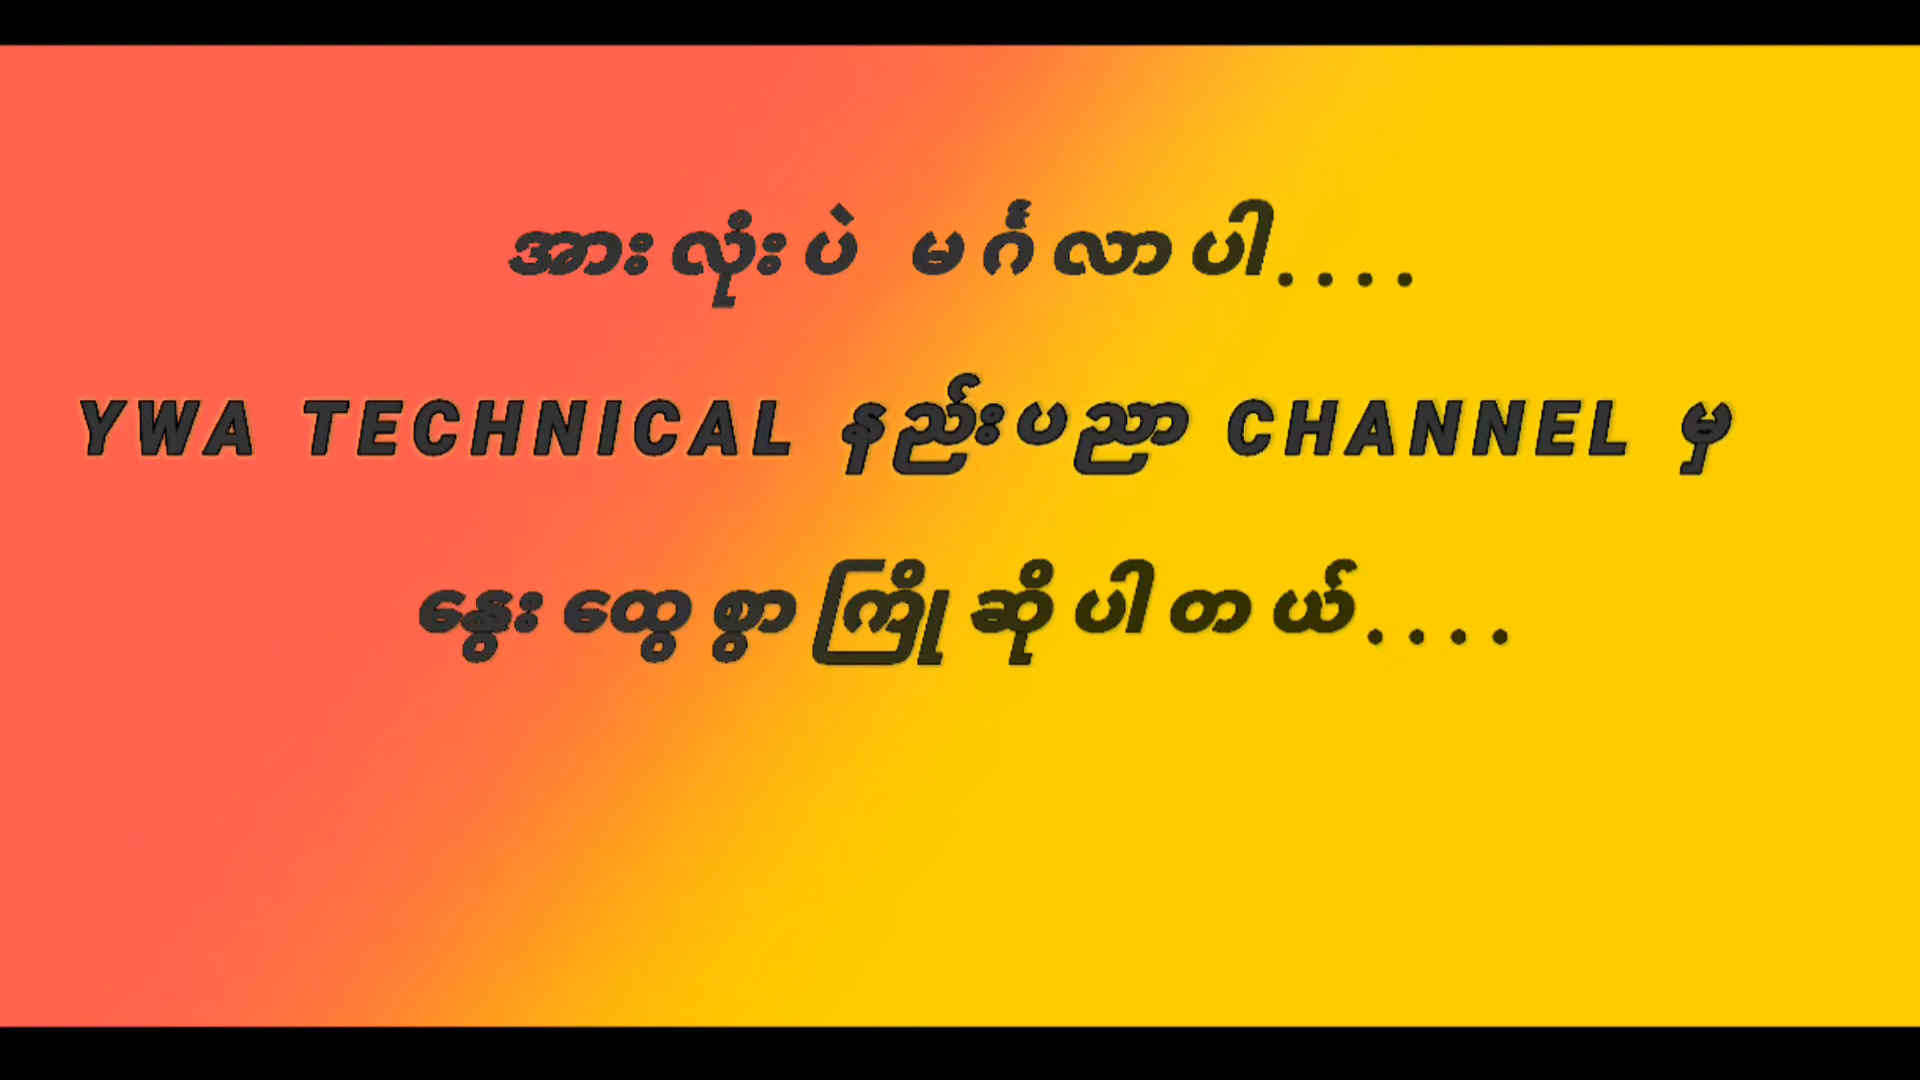 အားလုံးပဲ မင်္ဂလာပါ....
YWA TECHNICAL နည်းပညာ CHANNEL မှ
နွေးထွေစွာကြိုဆိုပါတယ်....